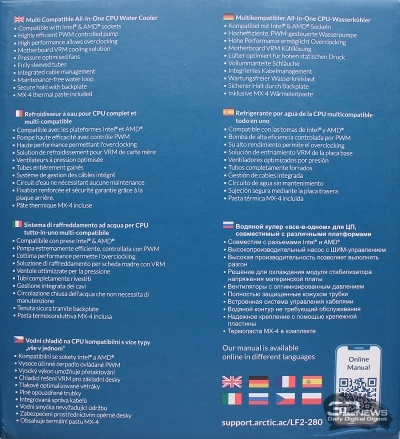 Multi Compatible All-in-One CPU Water Cooler
• Compatible with Intel® & AMD® Sockets
• Highly efficient PWM controlled pump
• High performance allows overclocking
• Motherboard VRM cooling solution
• Pressure optimised fans
• Fully sleeved tubes
• Integrated cable management
• Maintenance-free water loop
• Secure hold with backplate
• MX-4 thermal paste included
Multikompatibler All-in-One CPU-Wasserkühler
• Kompatibel mit Intel® & AMD® Sockeln
• Hocheffiziente, PWM-gesteuerte Wasserpumpe
• Hohe Performance ermöglicht Overclocking
• Motherboard VRM Kühllösung
• Lüfter optimiert für hohen statischen Druck
• Vollummantelte Schläuche
• Integriertes Kabelmanagement
• Wartungsfreier Wasserkreislauf
• Sicherer Halt durch Backplate
• Inklusive MX-4 Wärmeleitpaste
Refroidisseur à eau pour CPU complet et
multi-compatible
• Compatible avec les plateformes Intel® et AMD®
• Pompe haute efficacité avec contrôle PWM
• Haute performance permettant l'overclocking
• Solution de refroidissement pour VRM de carte mère
• Ventilateurs à pression optimisée
• Tubes entièrement gainés
• Système de gestion des câbles intégré
• Circuit d'eau ne nécessitant aucune maintenance
• Fixation renforcée et sécurité garantie grâce à la
plaque arrière.
• Pâte thermique MX-4 incluse
Refrigerante por agua de la CPU multicompatible
todo en uno
• Compatible con las tomas de Intel® y AMD®
• Bomba de alta eficiencia controlada por PWM
• Su alto rendimiento permite el overclocking
• Solución de enfriamiento VRM de la placa base
• Ventiladores optimizados por presión
• Tubos completamente forrados
• Gestión de cables integrada
• Circuito de agua sin mantenimiento
• Sujeción segura mediante la placa trasera
• Pasta térmica MX-4 incluida
Sistema di raffreddamento ad acqua per CPU
tutto-in-uno multi-compatibile
• Compatibile con prese Intel® & AMD®
• Pompa estremamente efficiente, controllata con PWM
• L'ottima performance permette l'overclocking
• Soluzione di raffreddamento per scheda madre con VRM
• Ventole ottimizzate per la pressione
• Tubi completamente rivestiti
• Gestione integrata dei cavi
• Circolazione chiusa dell'acqua che non necessita di
manutenzione
• Tenuta sicura tramite backplate
• Pasta termoconduttiva MX-4 inclusa
Водяной кулер «все-в-одном» для ЦП,
совместимый с различными платформами
• Совместим с разъемами Intel® и AMD®
• Высокопроизводительный насос с ШИМ-управлением
• Высокая производительность позволяет выполнять
разгон
• Решение для охлаждения модуля стабилизатора
напряжения материнской платы
• Вентиляторы с оптимизированным давлением
• Полностью защищенные кожухом трубки
• Встроенная система управления кабелями
• Водяной контур не требующий обслуживания
• Надежное крепление с помощью крепежной
пластины
• Термопаста MX-4 в комплекте
Vodní chladič na CPU kompatibilní s více typy
„vše v jednom"
• Kompatibilní se sokety Intel® a AMD®
• Vysoce účinné čerpadlo ovládané PWM
• Vysoký výkon umožňuje přetaktování
• Chladicí řešení VRM pro základní desky
• Tlakově optimalizované ventilátory
• Plně opouzdřené trubky
• Integrovaná správa kabelů
• Vodní smyčka nevyžadující údržbu
• Zabezpečení prostřednictvím opěrné desky
• Obsahuje termální pastu MX-4
Our manual is available
online in different languages
Online
Manual
support.arctic.ac/LF2-280
NEWS
Daily Digital Digest